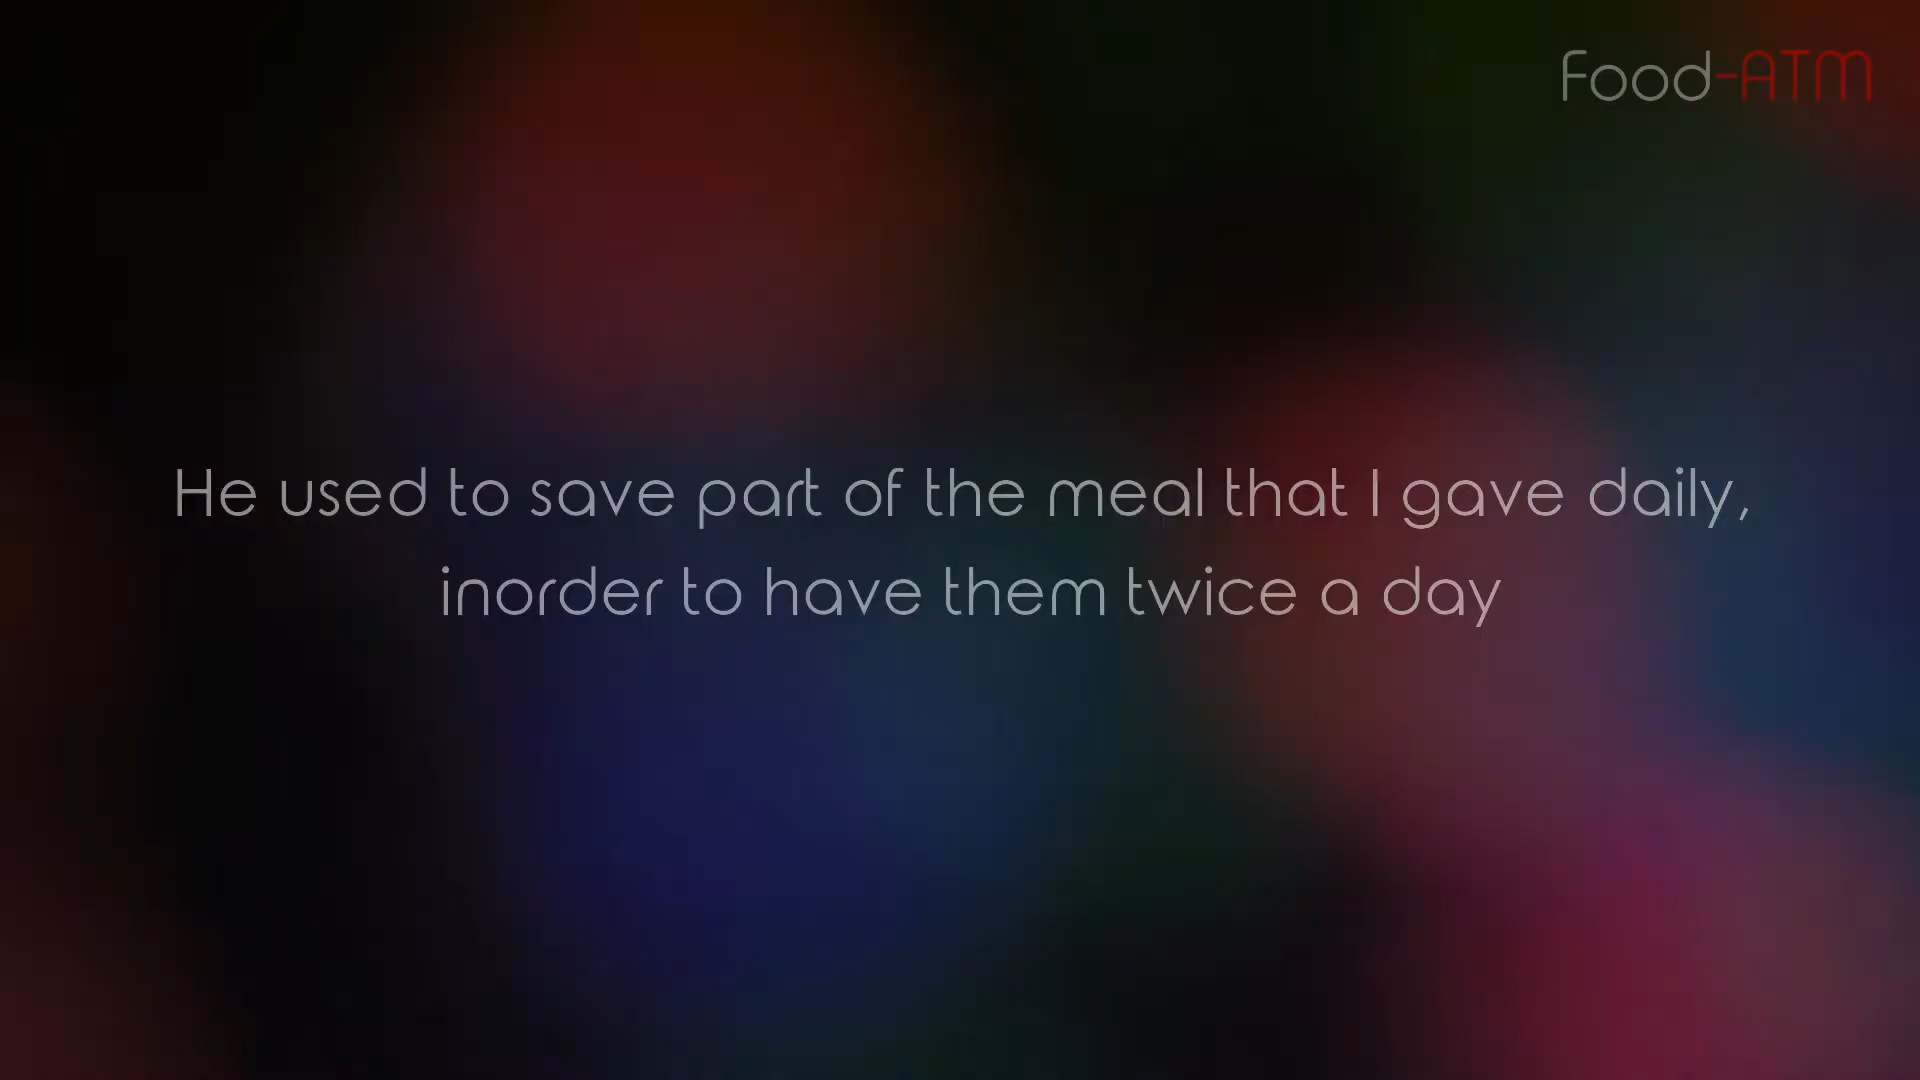 Food-ATM
He used to save part of the meal that I gave daily,
inorder to have them twice a day